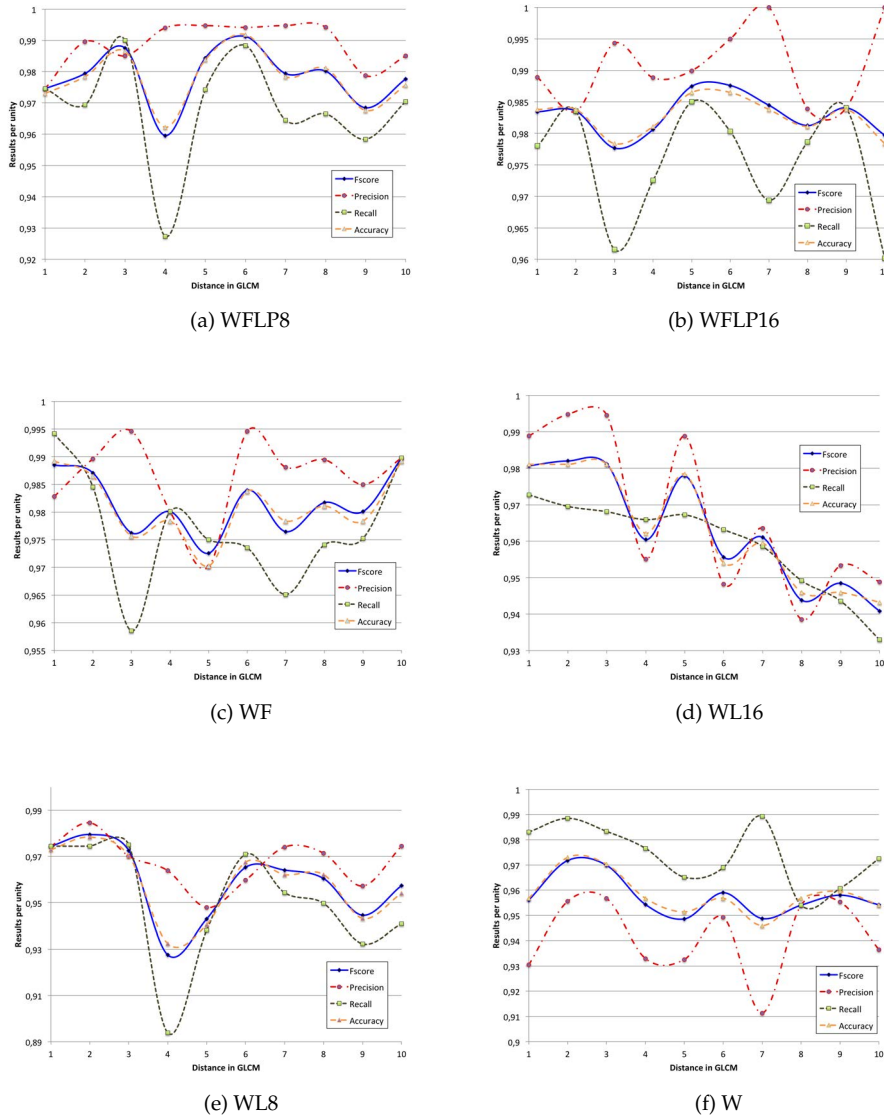 1
0,99
0,98
0,97
0,96
0,95
0,94
0,93
0,92
Results per unity
1 2 3 4 5 6 7 8 9 10
Distance in GLCM
Fscore
Precision
Recall
Accuracy
(a) WFLP8
1
0,995
0,99
0,985
0,98
0,975
0,97
0,965
0,96
Results per unity
1 2 3 4 5 6 7 8 9 1
Distance in GLCM
Fscore
Precision
Recall
Accuracy
(b) WFLP16
1
0,995
0,99
0,985
0,98
0,975
0,97
0,965
0,96
0,955
Results per unity
1 2 3 4 5 6 7 8 9 10
Distance in GLCM
Fscore
Precision
Recall
Accuracy
(c) WF
1
0,99
0,98
0,97
0,96
0,95
0,94
0,93
Results per unity
1 2 3 4 5 6 7 8 9 10
Distance in GLCM
Fscore
Precision
Recall
Accuracy
(d) WL16
0,99
0,97
0,95
0,93
0,91
0,89
Results per unity
1 2 3 4 5 6 7 8 9 10
Distance in GLCM
Fscore
Precision
Recall
Accuracy
(e) WL8
1
0,99
0,98
0,97
0,96
0,95
0,94
0,93
0,92
0,91
0,9
Results per unity
1 2 3 4 5 6 7 8 9 10
Distance in GLCM
Fscore
Precision
Recall
Accuracy
(f) W